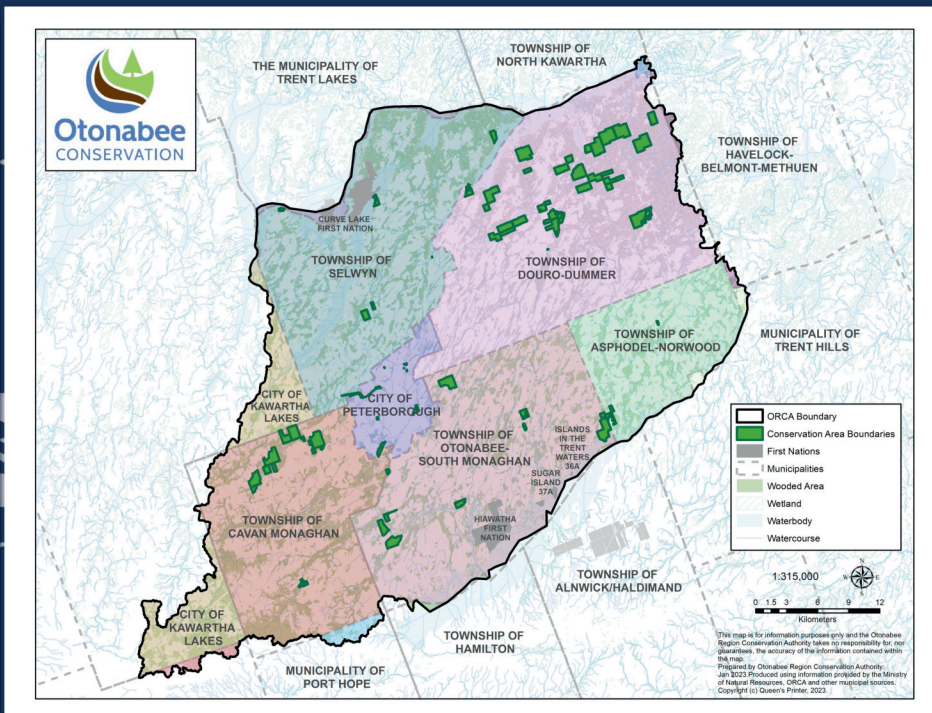 Otonabee
CONSERVATION
THE MUNICIPALITY OF
TRENT LAKES
TOWNSHIP OF
NORTH KAWARTHA
TOWNSHIP OF
HAVELOCK-
BELMONT-METHUEN
CURVE LAKE
FIRST NATION
TOWNSHIP OF
SELWYN
TOWNSHIP OF
DOURO-DUMMER
TOWNSHIP OF
ASPHODEL-NORWOOD
MUNICIPALITY OF
TRENT HILLS
CITY OF
KAWARTHA
LAKES
CITY OF
PETERBOROUGH
TOWNSHIP OF
OTONABEE-
SOUTH MONAGHAN
ISLANDS
IN THE
TRENT
WATERS
36A
SUGAR
ISLAND
37A
HIAWATHA
FIRST
NATION
TOWNSHIP OF
CAVAN MONAGHAN
TOWNSHIP OF
ALNWICK/HALDIMAND
CITY OF
KAWARTHA
LAKES
TOWNSHIP OF
HAMILTON
MUNICIPALITY OF
PORT HOPE
ORCA Boundary
Conservation Area Boundaries
First Nations
Municipalities
Wooded Area
Wetland
Waterbody
Watercourse
1:315,000
N
W E
S
0 1.5 3 6 9 12
Kilometers
This map is for information purposes only and the Otonabee
Region Conservation Authority takes no responsibility for, nor
guarantees, the accuracy of the information contained within
the map.
Prepared by Otonabee Region Conservation Authority,
Jan 2023.Produced using information provided by the Ministry
of Natural Resources, ORCA and other municipal sources.
Copyright (c) Queen's Printer, 2023.